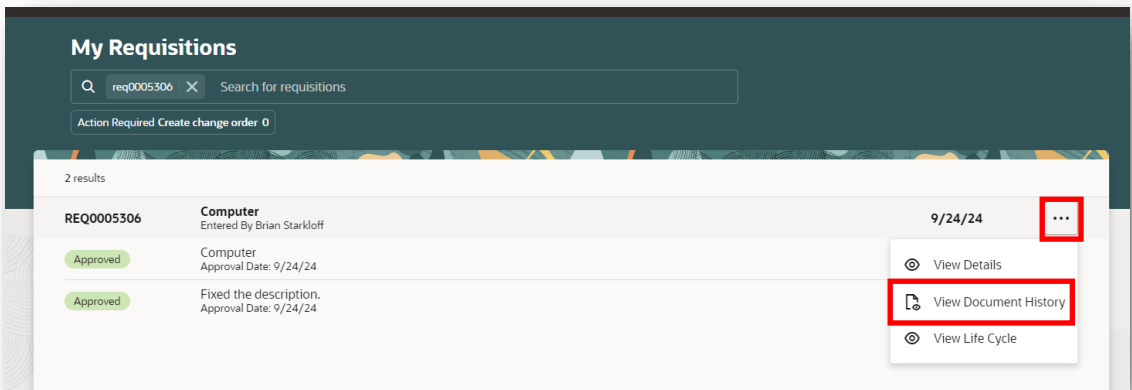 My Requisitions
req0005306 Search for requisitions
Action Required Create change order 0
2 results
REQ0005306 Computer 9/24/24
Entered By Brian Starkloff
Approved Computer
Approval Date: 9/24/24
View Details
Approved Fixed the description.
Approval Date: 9/24/24
View Document History
View Life Cycle